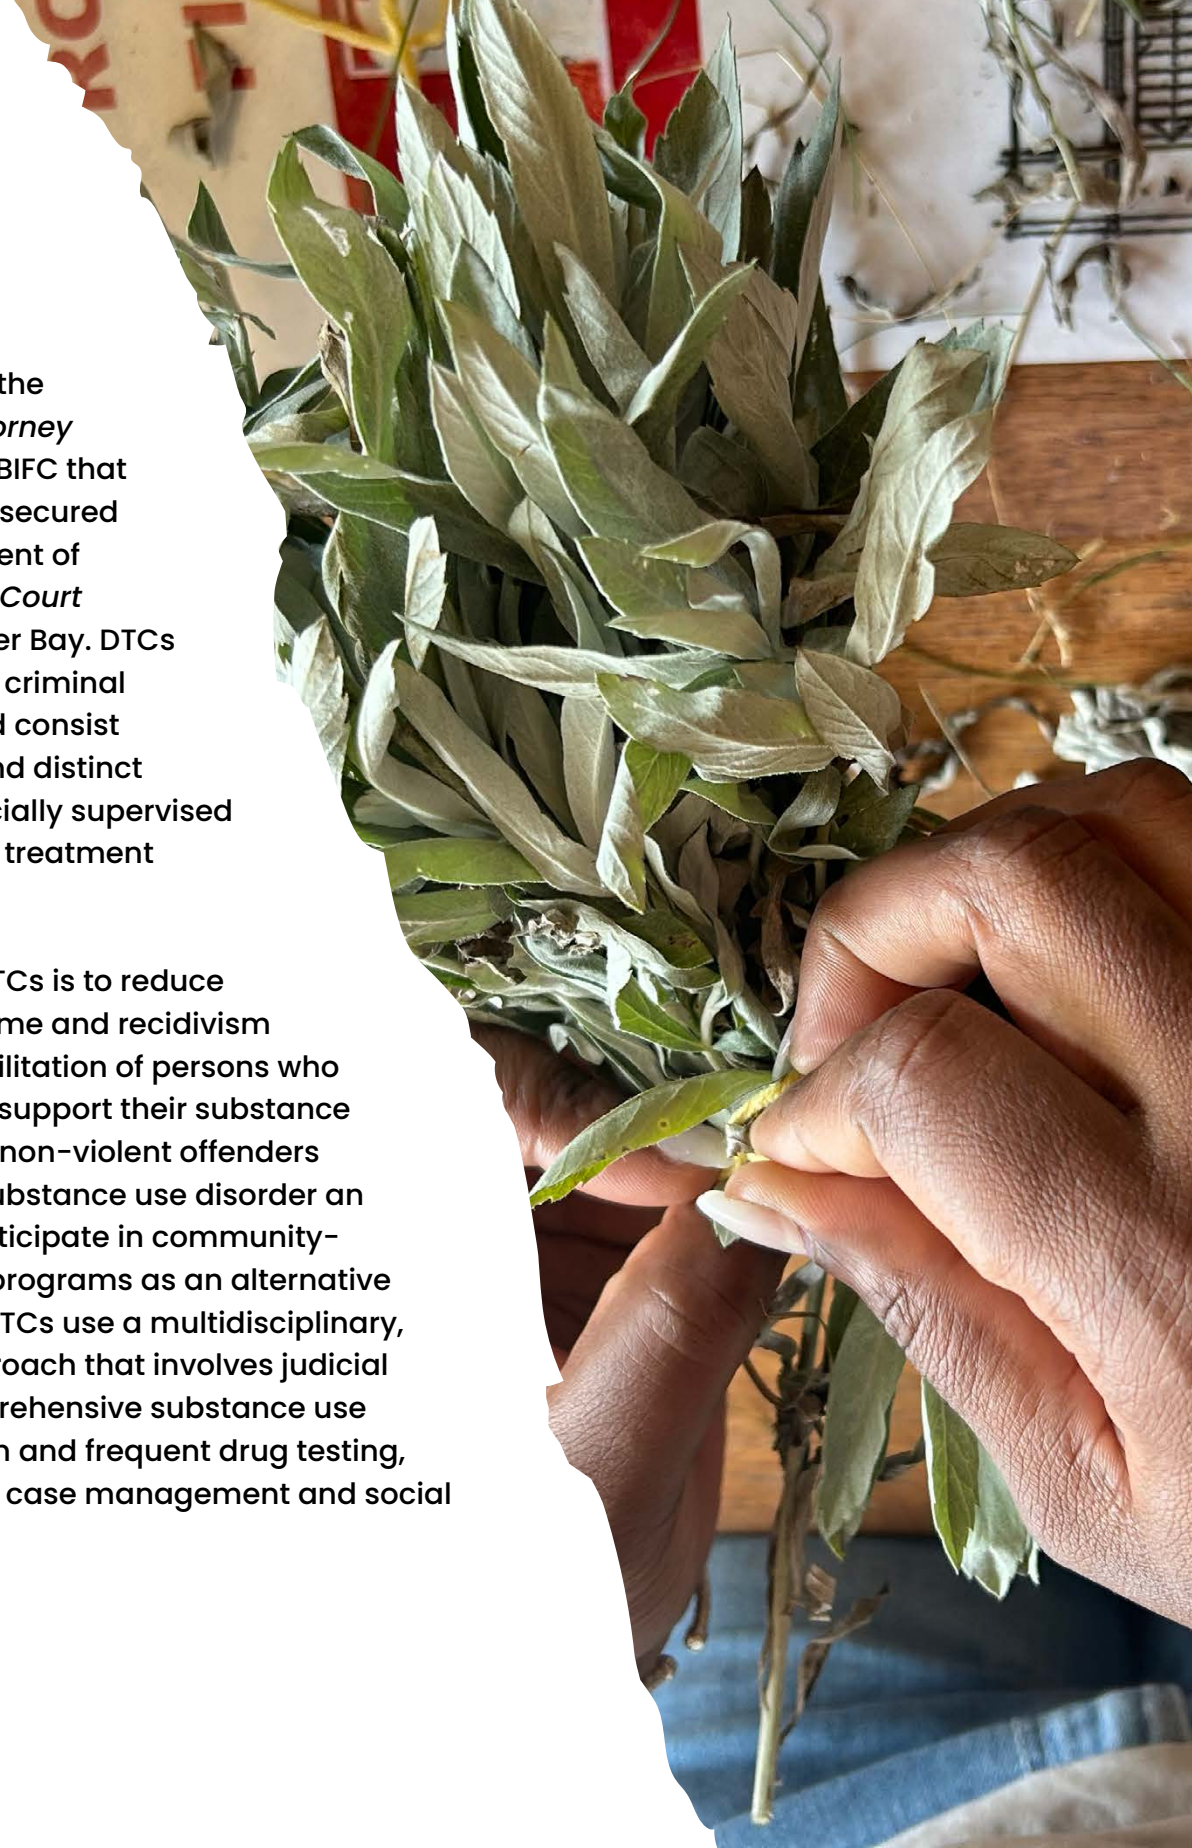 the
orney
BIFC that
secured
ent of
Court
er Bay. DTCs
criminal
d consist
nd distinct
cially supervised
treatment
TCs is to reduce
me and recidivism
ilitation of persons who
support their substance
non-violent offenders
ubstance use disorder an
ticipate in community-
programs as an alternative
TCs use a multidisciplinary,
roach that involves judicial
rehensive substance use
n and frequent drug testing,
case management and social